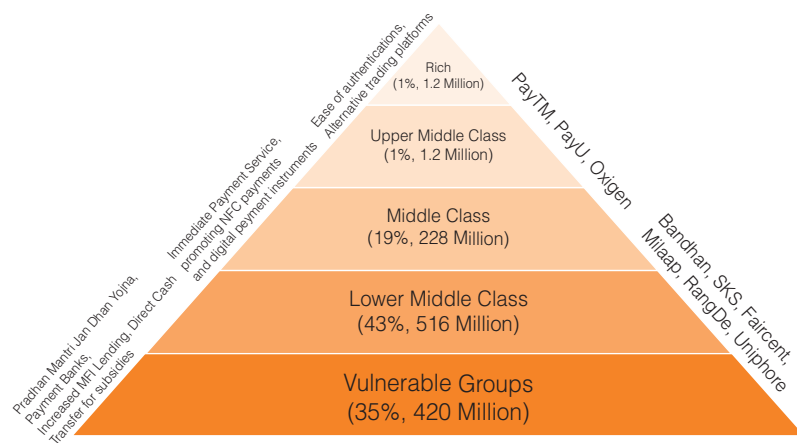 Ease of authentications,
Alternative trading platforms
Rich
(1%, 1.2 Million)
PayTM, PayU, Oxigen
Upper Middle Class
(1%, 1.2 Million)
Immediate Payment Service,
promoting NFC payments
and digital peyment instruments
Middle Class
(19%, 228 Million)
Bandhan, SKS, Faircent,
Milaap, RangDe, Uniphore
Lower Middle Class
(43%, 516 Million)
Pradhan Mantri Jan Dhan Yojna,
Payment Banks,
Increased MFI Lending, Direct Cash
Transfer for subsidies
Vulnerable Groups
(35%, 420 Million)